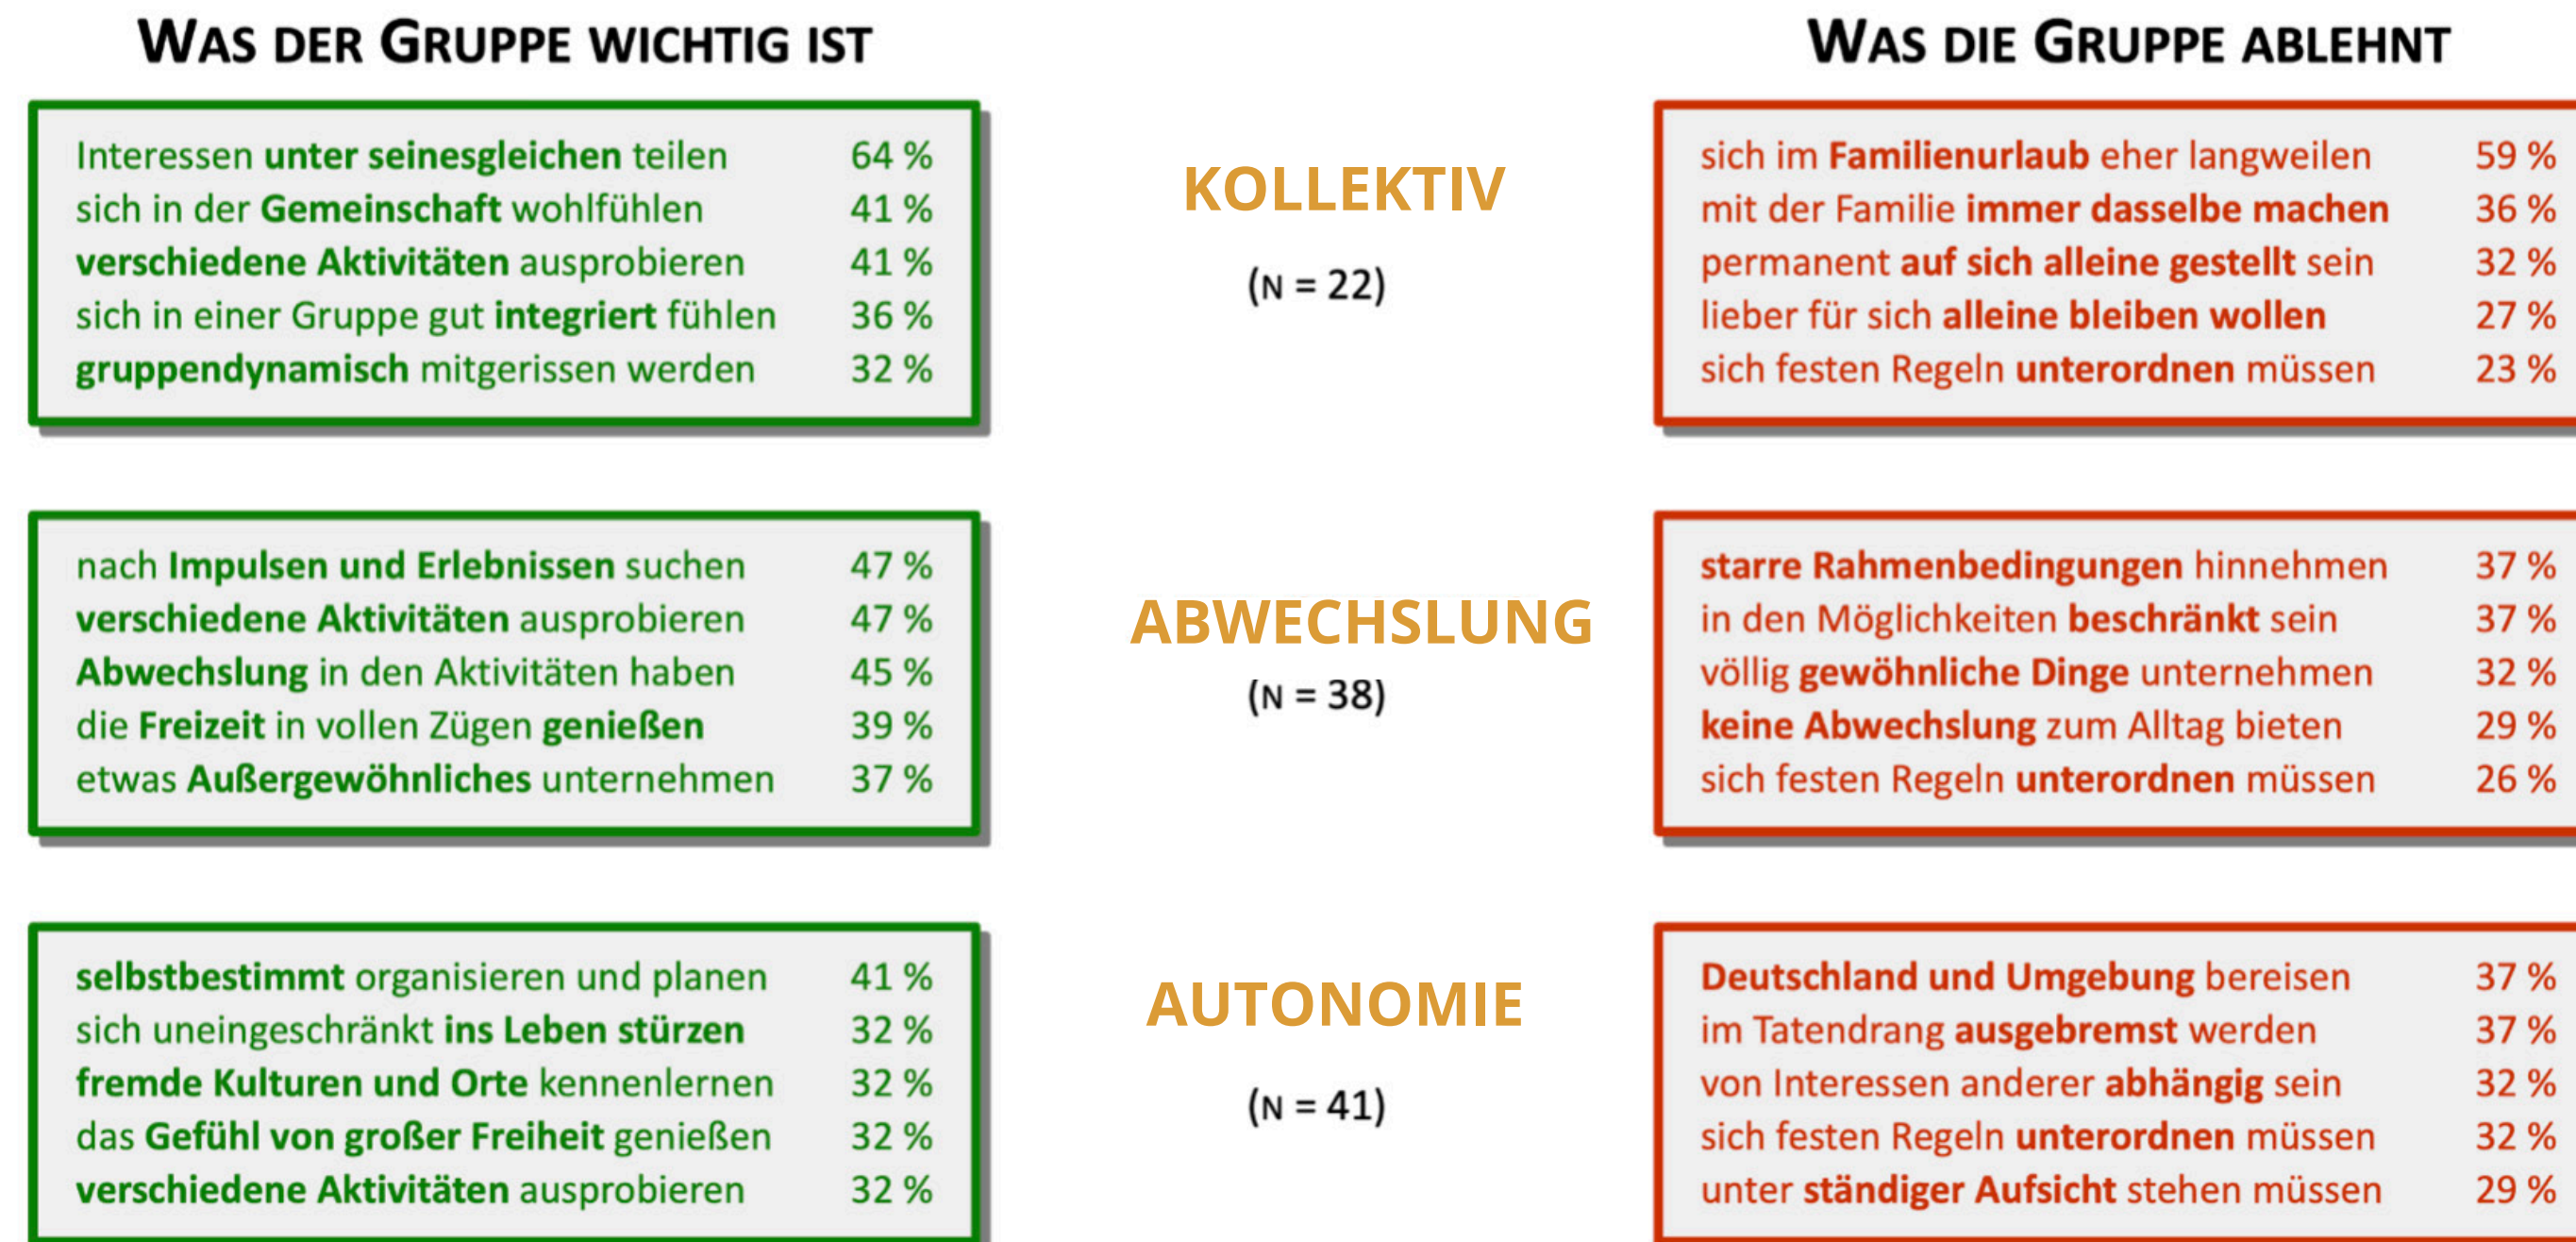 WAS DER GRUPPE WICHTIG IST
WAS DIE GRUPPE ABLEHNT
Interessen unter seinesgleichen teilen 64 %
sich in der Gemeinschaft wohlfühlen 41 %
verschiedene Aktivitäten ausprobieren 41 %
sich in einer Gruppe gut integriert fühlen 36 %
gruppendynamisch mitgerissen werden 32 %
KOLLEKTIV
(N = 22)
sich im Familienurlaub eher langweilen 59 %
mit der Familie immer dasselbe machen 36 %
permanent auf sich alleine gestellt sein 32 %
lieber für sich alleine bleiben wollen 27 %
sich festen Regeln unterordnen müssen 23 %
nach Impulsen und Erlebnissen suchen 47 %
verschiedene Aktivitäten ausprobieren 47 %
Abwechslung in den Aktivitäten haben 45 %
die Freizeit in vollen Zügen genießen 39 %
etwas Außergewöhnliches unternehmen 37 %
ABWECHSLUNG
(N = 38)
starre Rahmenbedingungen hinnehmen 37 %
in den Möglichkeiten beschränkt sein 37 %
völlig gewöhnliche Dinge unternehmen 32 %
keine Abwechslung zum Alltag bieten 29 %
sich festen Regeln unterordnen müssen 26 %
selbstbestimmt organisieren und planen 41 %
sich uneingeschränkt ins Leben stürzen 32 %
fremde Kulturen und Orte kennenlernen 32 %
das Gefühl von großer Freiheit genießen 32 %
verschiedene Aktivitäten ausprobieren 32 %
AUTONOMIE
(N = 41)
Deutschland und Umgebung bereisen 37 %
im Tatendrang ausgebremst werden 37 %
von Interessen anderer abhängig sein 32 %
sich festen Regeln unterordnen müssen 32 %
unter ständiger Aufsicht stehen müssen 29 %